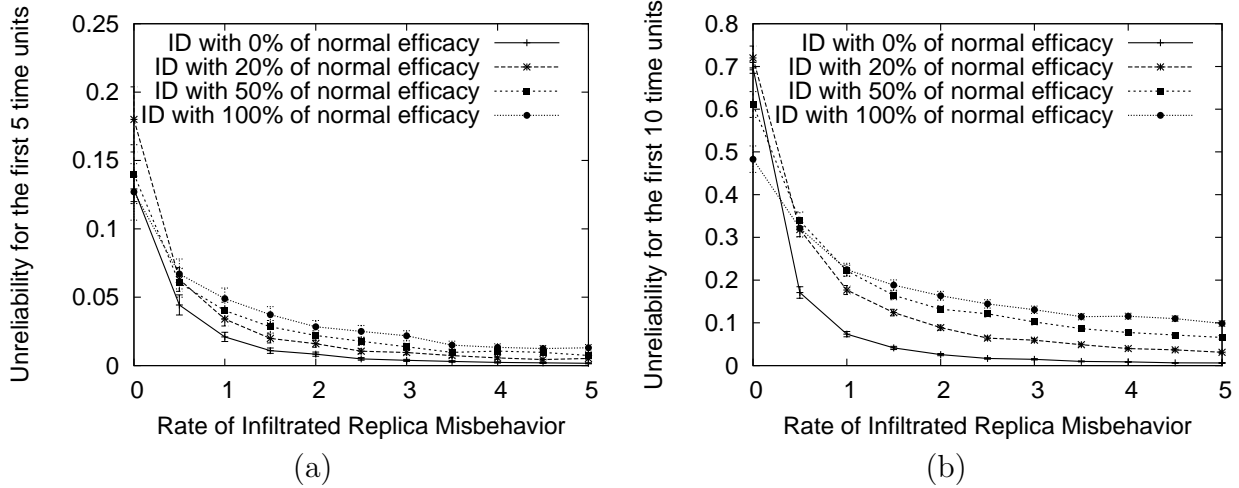 Unreliability for the first 5 time units
0.25
0.2
0.15
0.1
0.05
0
ID with 0% of normal efficacy
ID with 20% of normal efficacy
ID with 50% of normal efficacy
ID with 100% of normal efficacy
0 1 2 3 4 5
Rate of Infiltrated Replica Misbehavior
(a)
Unreliability for the first 10 time units
0.8
0.7
0.6
0.5
0.4
0.3
0.2
0.1
0
ID with 0% of normal efficacy
ID with 20% of normal efficacy
ID with 50% of normal efficacy
ID with 100% of normal efficacy
0 1 2 3 4 5
Rate of Infiltrated Replica Misbehavior
(b)